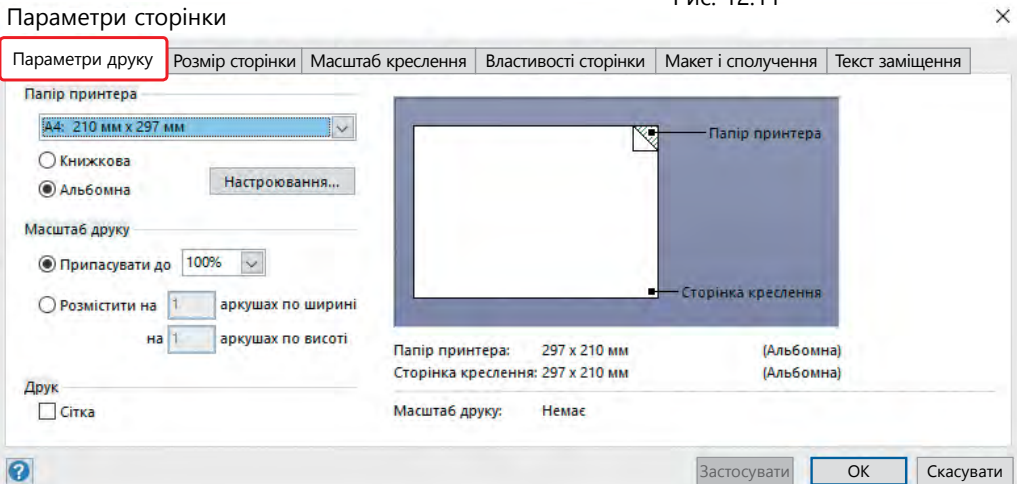 Рис. 12.11
Параметри сторінки
Параметри друку Розмір сторінки Масштаб креслення Властивості сторінки Макет і сполучення Текст заміщення
Папір принтера
A4: 210 мм x 297 мм
Книжкова
Альбомна
Настроювання...
Масштаб друку
Припасувати до 100%
Розмістити на 1 аркушах по ширині
на 1 аркушах по висоті
Друк
Сітка
Папір принтера
Сторінка креслення
Папір принтера: 297 x 210 мм (Альбомна)
Сторінка креслення: 297 x 210 мм (Альбомна)
Масштаб друку: Немає
Застосувати OK Скасувати